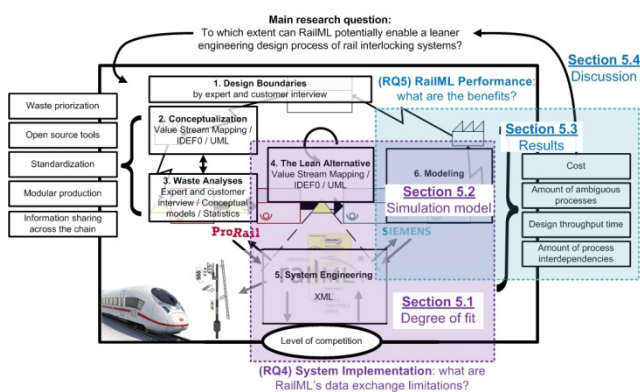 Main research question:
To which extent can RailML potentially enable a leaner
engineering design process of rail interlocking systems?
Section 5.4
Discussion
1. Design Boundaries
by expert and customer interview
(RQ5) RailML Performance:
what are the benefits?
Waste priorization
Open source tools
Standardization
Modular production
Information sharing
across the chain
2. Conceptualization
Value Stream Mapping /
IDEF0 / UML
3. Waste Analyses
Expert and customer
interview / Conceptual
models / Statistics
4. The Lean Alternative
Value Stream Mapping /
IDEF0 / UML
6. Modeling
Section 5.3
Results
Section 5.2
Simulation model
Cost
Amount of ambiguous
processes
Design throughput time
Amount of process
interdependencies
ProRail
SIEMENS
railML
5. System Engineering
XML
Section 5.1
Degree of fit
Level of competition
(RQ4) System Implementation: what are
RailML's data exchange limitations?